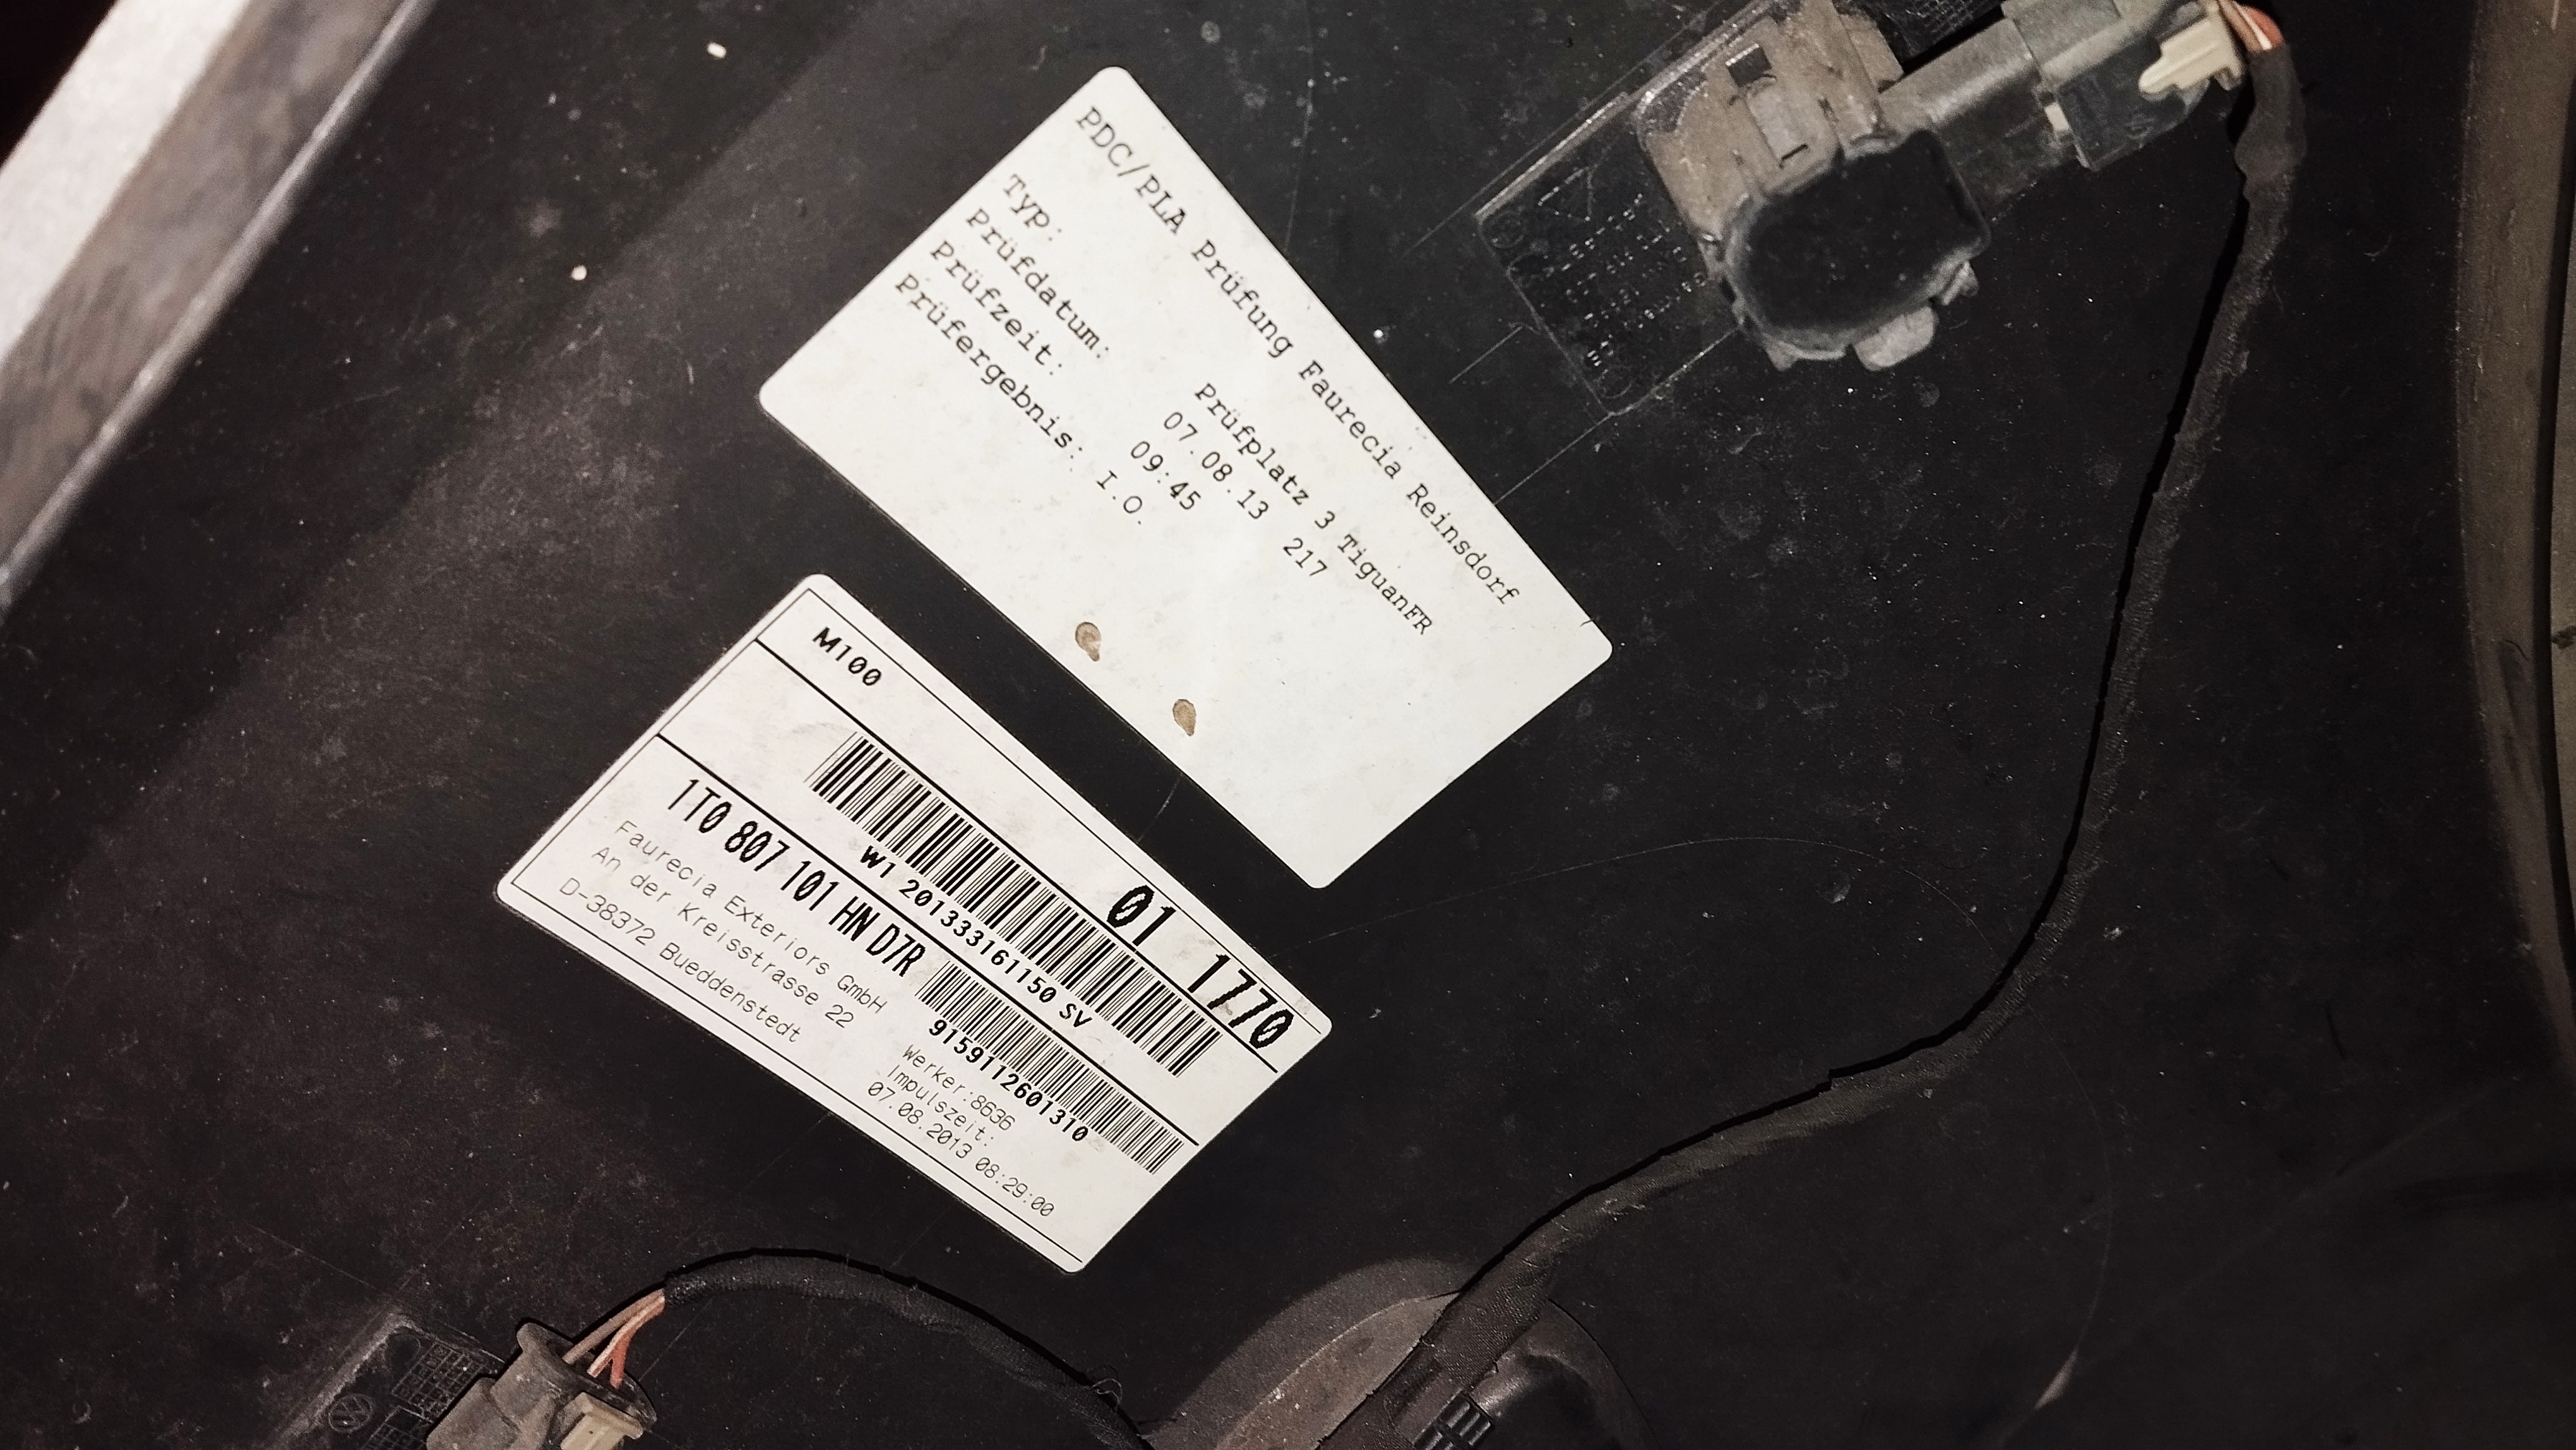 PDC/PLA Prüfung Faurecia Reinsdorf
Typ: Prüfplatz 3 TiguanFR
Prüfdatum: 07.08.13 217
Prüfzeit: 09:45
Prüfergebnis: I.O.
M100 01 1770
W1 201333161150 SV
1T0 807 101 HN D7R
9159112601310
Faurecia Exteriors GmbH
An der Kreisstrasse 22
D-38372 Bueddenstedt
Werker:8636
Impulszeit:
07.08.2013 08:29:00